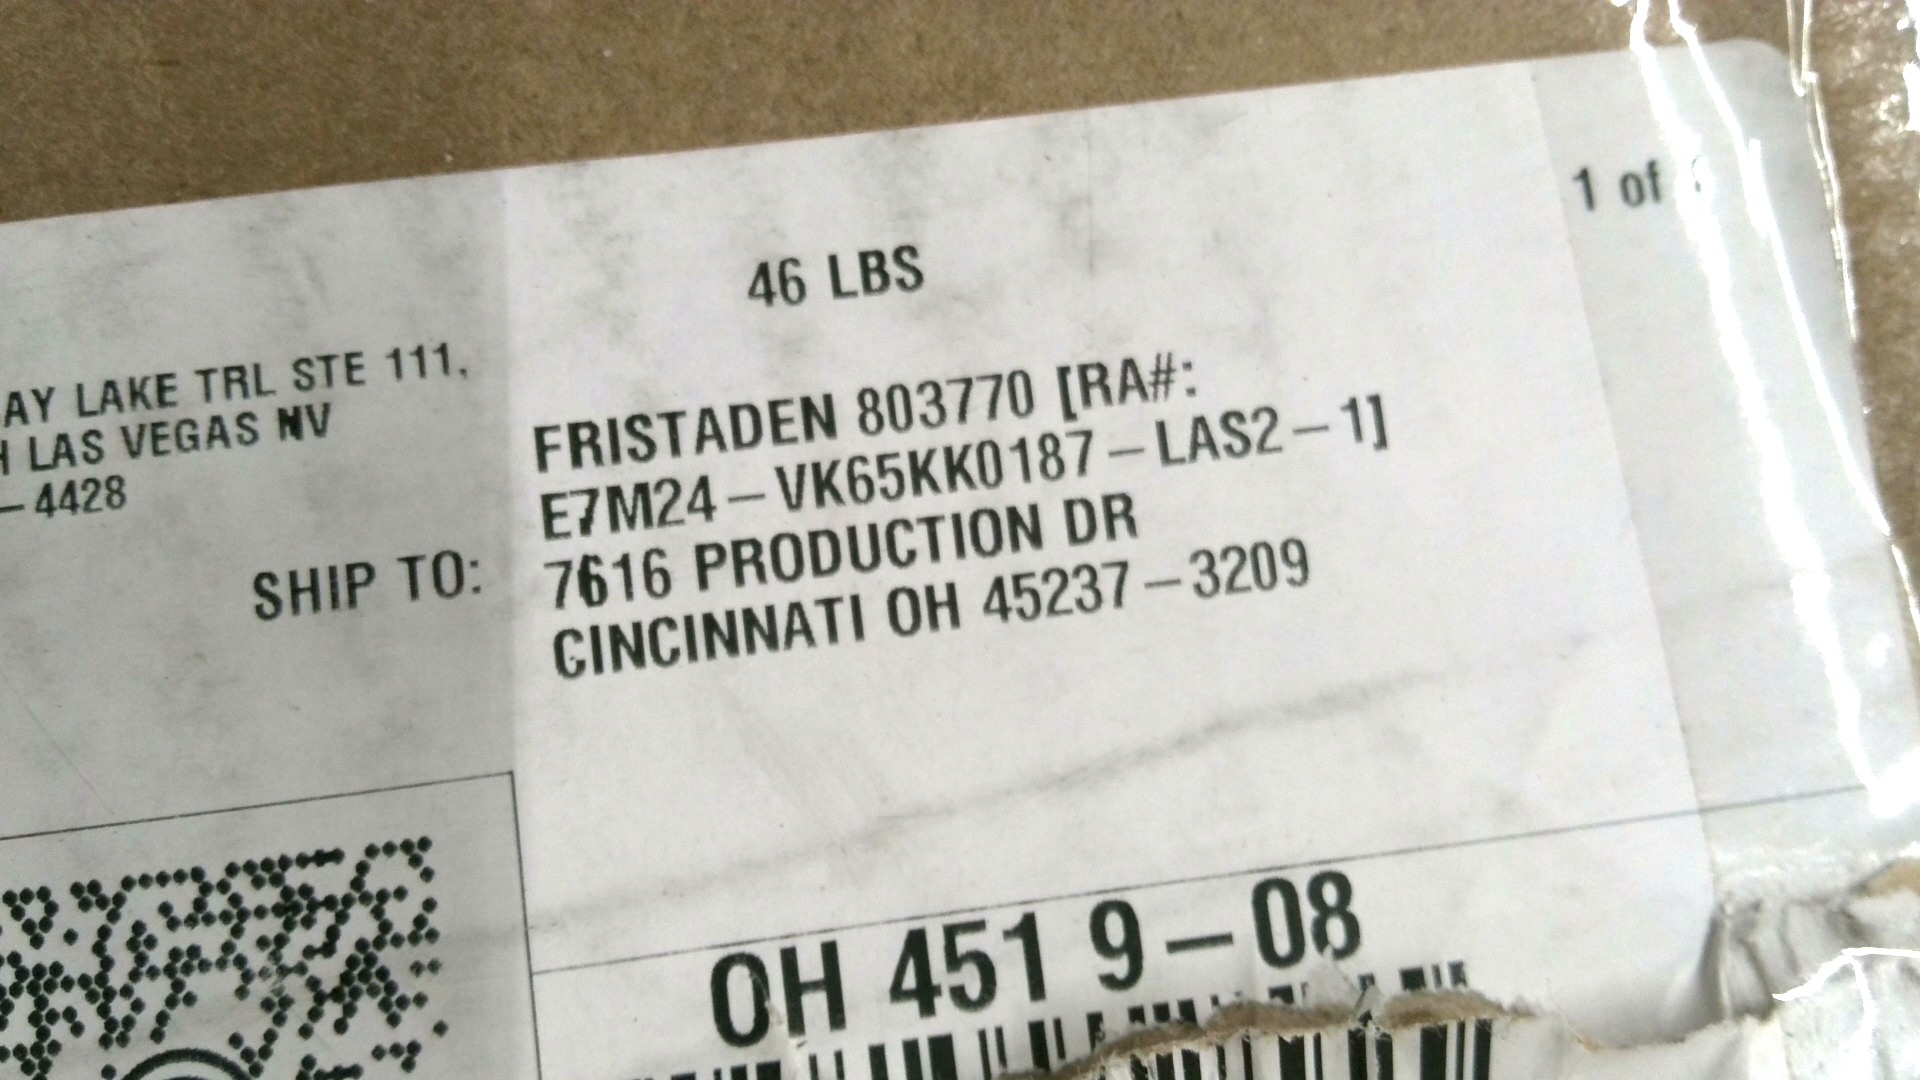 46 LBS
1 of
AY LAKE TRL STE 111,
LAS VEGAS NV
–4428
SHIP TO:
FRISTADEN 803770 [RA#:
E7M24–VK65KK0187–LAS2–1]
7616 PRODUCTION DR
CINCINNATI OH 45237–3209
OH 451 9–08